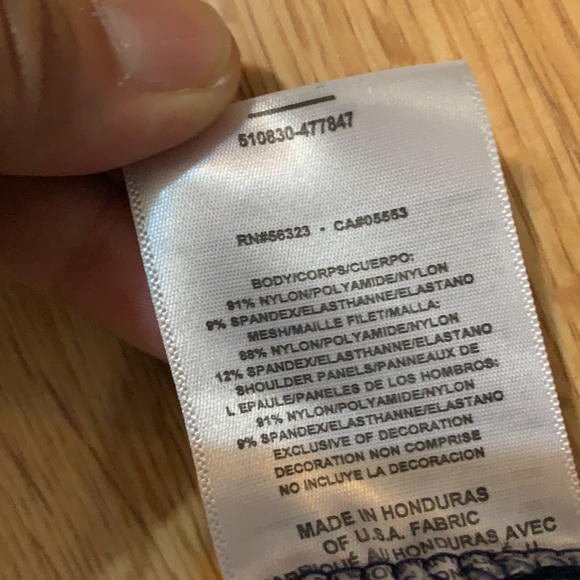 510830-477847
RN#56323 • CA#05553
BODY/CORPS/CUERPO:
91% NYLON/POLYAMIDE/NYLON
9% SPANDEX/ELASTHANNE/ELASTANO
MESH/MAILLE FILET/MALLA:
88% NYLON/POLYAMIDE/NYLON
12% SPANDEX/ELASTHANNE/ELASTANO
SHOULDER PANELS/PANNEAUX DE
L EPAULE/PANELES DE LOS HOMBROS:
91% NYLON/POLYAMIDE/NYLON
9% SPANDEX/ELASTHANNE/ELASTANO
EXCLUSIVE OF DECORATION
DECORATION NON COMPRISE
NO INCLUYE LA DECORACION
MADE IN HONDURAS
OF U.S.A. FABRIC
AU HONDURAS AVEC